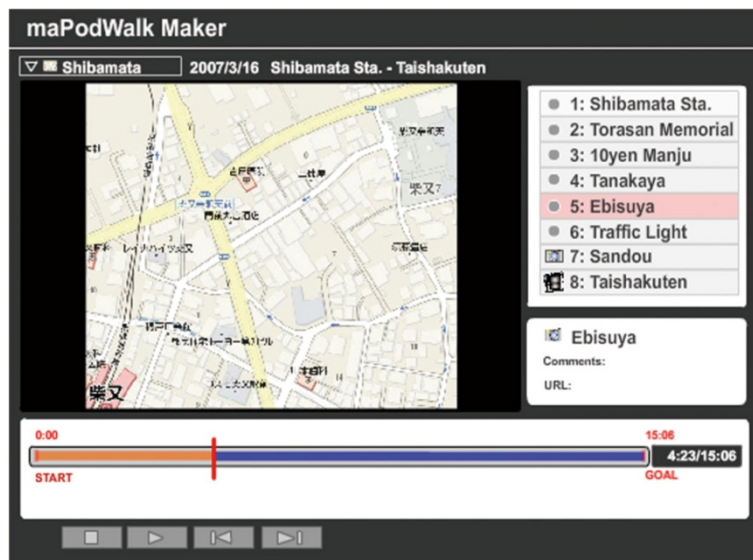 maPodWalk Maker
Shibamata 2007/3/16 Shibamata Sta. - Taishakuten
1: Shibamata Sta.
2: Torasan Memorial
3: 10yen Manju
4: Tanakaya
5: Ebisuya
6: Traffic Light
7: Sandou
8: Taishakuten
柴又7
柴又
Ebisuya
Comments:
URL:
0:00 15:06
4:23/15:06
START GOAL